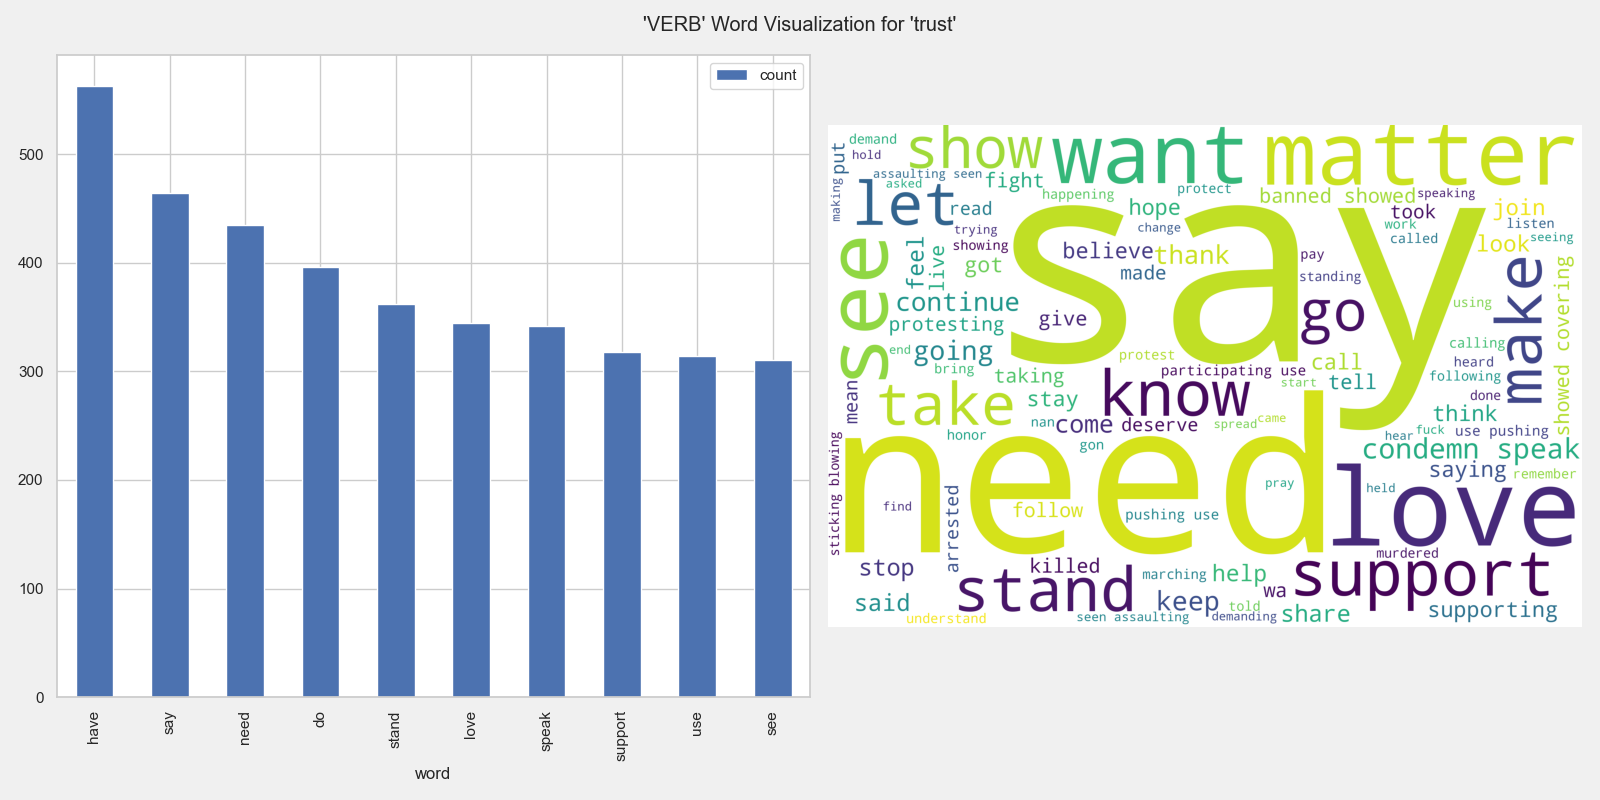 'VERB' Word Visualization for 'trust'
count
500
400
300
200
100
0
have
say
need
do
stand
love
speak
support
use
see
word
demand
put
hold
show
want
matter
assaulting seen
asked
fight
making
let
read
happening
protect
banned showed
speaking
hope
took
join
trying
change
work
listen
showing
believe
thank
called
look
seeing
see
feel
live
got
made
say
pay
standing
make
showed covering
continue
give
go
using
protesting
end
going
protest
call
calling
bring
participating use
heard
taking
know
start
tell
following
mean
take
stay
done
nan
come
deserve
spread
came
think
honor
gon
hear
fuck
use pushing
condemn
speak
sticking blowing
need
saying
remember
pray
held
love
find
arrested
follow
pushing use
murdered
stop
killed
stand
marching
help
support
wa
said
keep
told
share
supporting
understand
seen assaulting
demanding